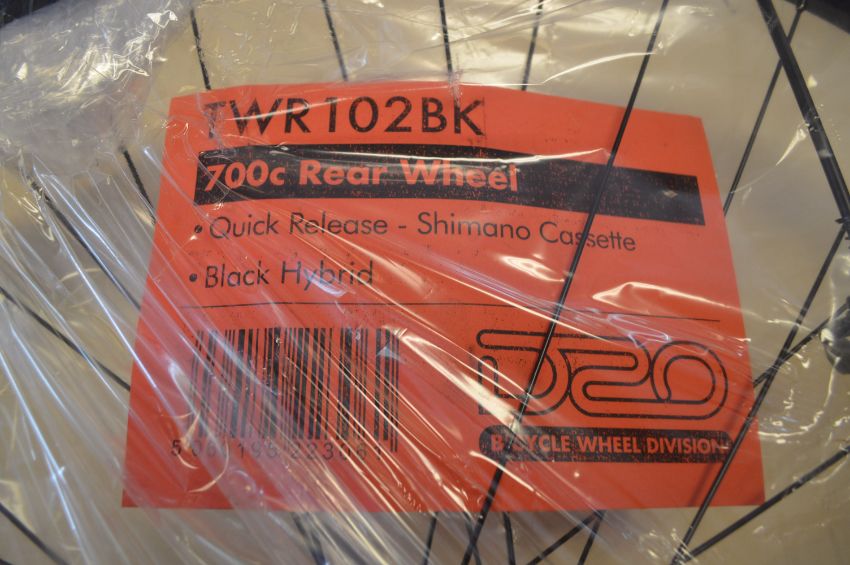 TWR102BK
700c Rear Wheel
• Quick Release - Shimano Cassette
• Black Hybrid
BICYCLE WHEEL DIVISION